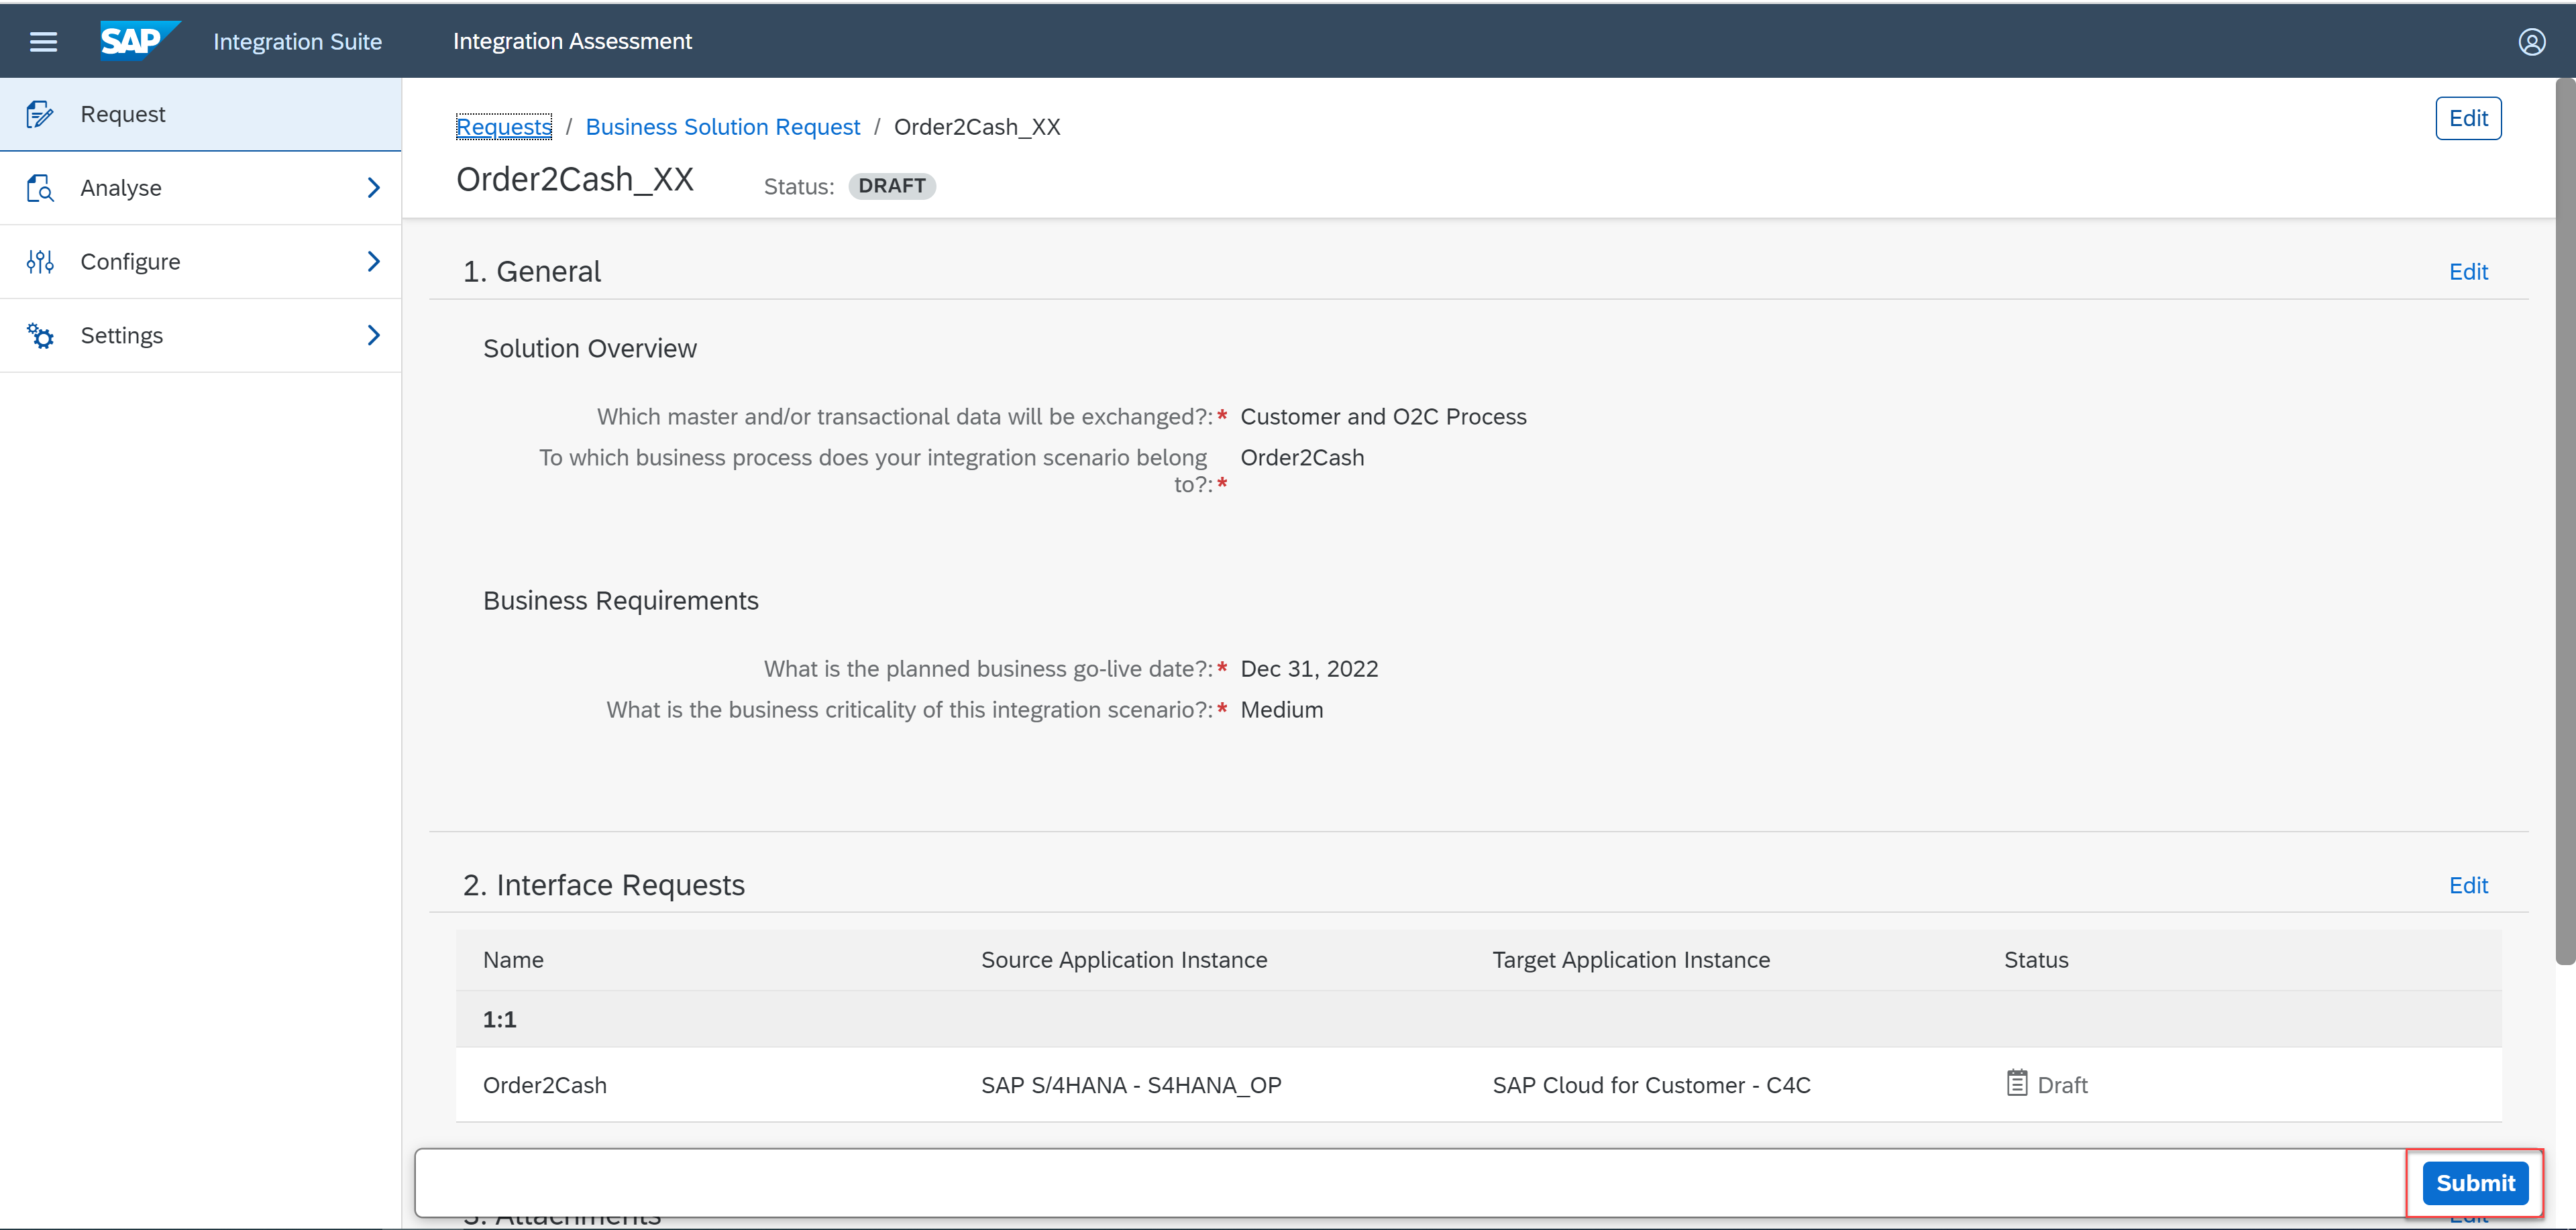 SAP Integration Suite Integration Assessment
Request
Analyse
Configure
Settings
Requests / Business Solution Request / Order2Cash_XX
Edit
Order2Cash_XX Status: DRAFT
1. General Edit
Solution Overview
Which master and/or transactional data will be exchanged?:* Customer and O2C Process
To which business process does your integration scenario belong Order2Cash
to?:*
Business Requirements
What is the planned business go-live date?:* Dec 31, 2022
What is the business criticality of this integration scenario?:* Medium
2. Interface Requests Edit
Name Source Application Instance Target Application Instance Status
1:1
Order2Cash SAP S/4HANA - S4HANA_OP SAP Cloud for Customer - C4C Draft
Submit
3. Attachments Edit